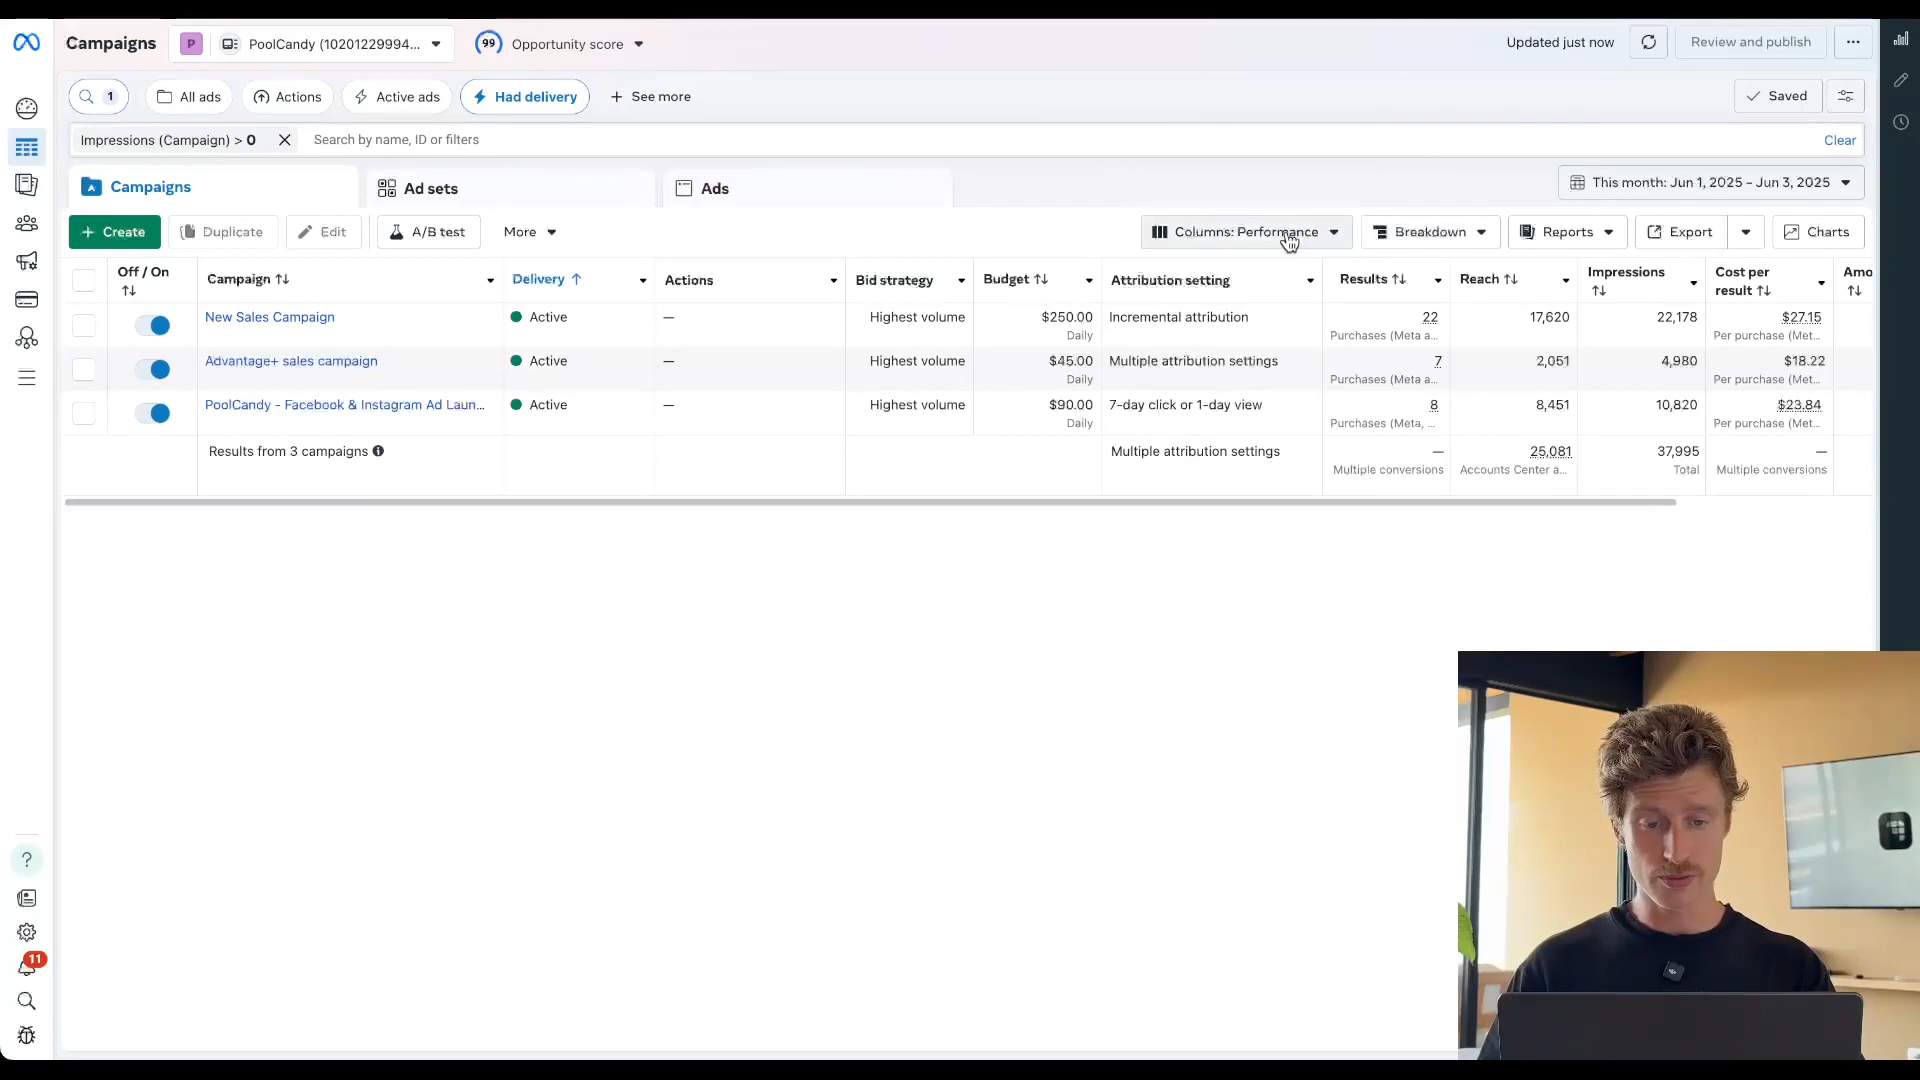 Campaigns
P
PoolCandy (10201229994...
99
Opportunity score
Updated just now
Review and publish
1
All ads
Actions
Active ads
Had delivery
See more
Saved
Impressions (Campaign) > 0
Search by name, ID or filters
Clear
Campaigns
Ad sets
Ads
This month: Jun 1, 2025 – Jun 3, 2025
Create
Duplicate
Edit
A/B test
More
Columns: Performance
Breakdown
Reports
Export
Charts
Off / On
Campaign
Delivery ↑
Actions
Bid strategy
Budget
Attribution setting
Results
Reach
Impressions
Cost per result
Amo
New Sales Campaign
Active
—
Highest volume
$250.00
Daily
Incremental attribution
22
Purchases (Meta a...
17,620
22,178
$27.15
Per purchase (Met...
Advantage+ sales campaign
Active
—
Highest volume
$45.00
Daily
Multiple attribution settings
7
Purchases (Meta a...
2,051
4,980
$18.22
Per purchase (Met...
PoolCandy - Facebook & Instagram Ad Laun...
Active
—
Highest volume
$90.00
Daily
7-day click or 1-day view
8
Purchases (Meta, ...
8,451
10,820
$23.84
Per purchase (Met...
Results from 3 campaigns
Multiple attribution settings
—
Multiple conversions
25,081
Accounts Center a...
37,995
Total
—
Multiple conversions
?
11